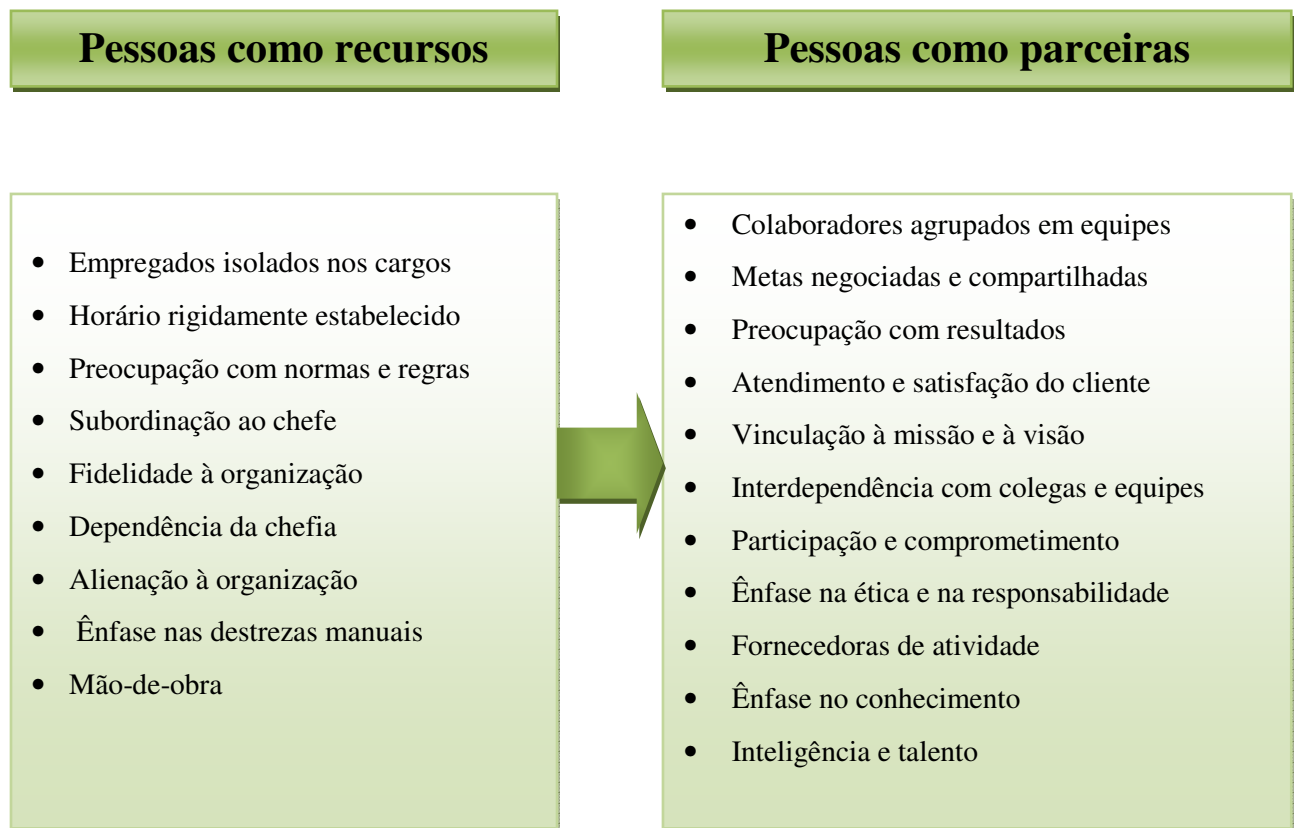 Pessoas como recursos
Pessoas como parceiras
• Empregados isolados nos cargos
• Horário rigidamente estabelecido
• Preocupação com normas e regras
• Subordinação ao chefe
• Fidelidade à organização
• Dependência da chefia
• Alienação à organização
• Ênfase nas destrezas manuais
• Mão-de-obra
• Colaboradores agrupados em equipes
• Metas negociadas e compartilhadas
• Preocupação com resultados
• Atendimento e satisfação do cliente
• Vinculação à missão e à visão
• Interdependência com colegas e equipes
• Participação e comprometimento
• Ênfase na ética e na responsabilidade
• Fornecedoras de atividade
• Ênfase no conhecimento
• Inteligência e talento